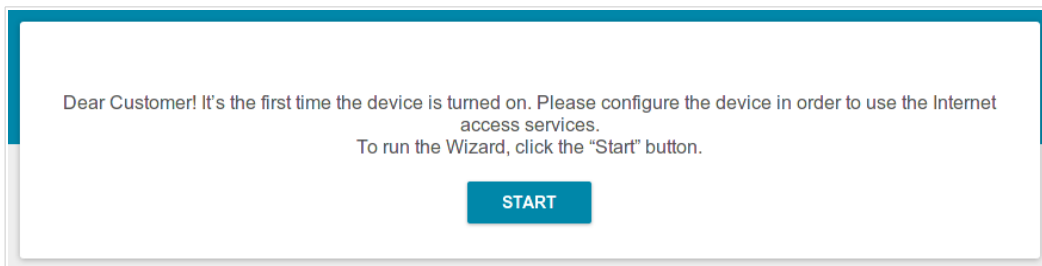 Dear Customer! It’s the first time the device is turned on. Please configure the device in order to use the Internet
access services.
To run the Wizard, click the “Start” button.
START